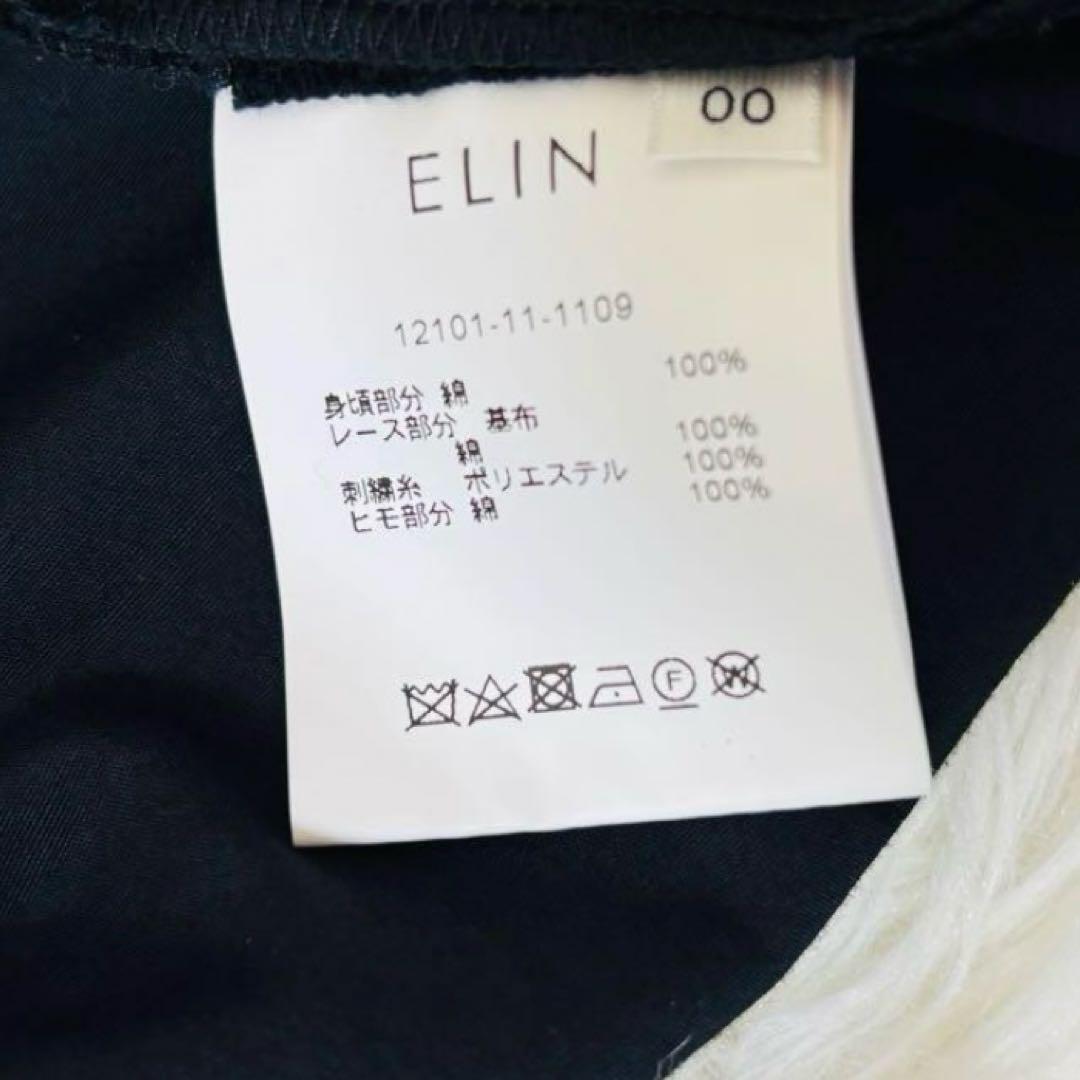 00
ELIN
12101-11-1109
身頃部分 綿 100%
レース部分 基布
綿 100%
刺繍糸 ポリエステル 100%
ヒモ部分 綿 100%
F
W